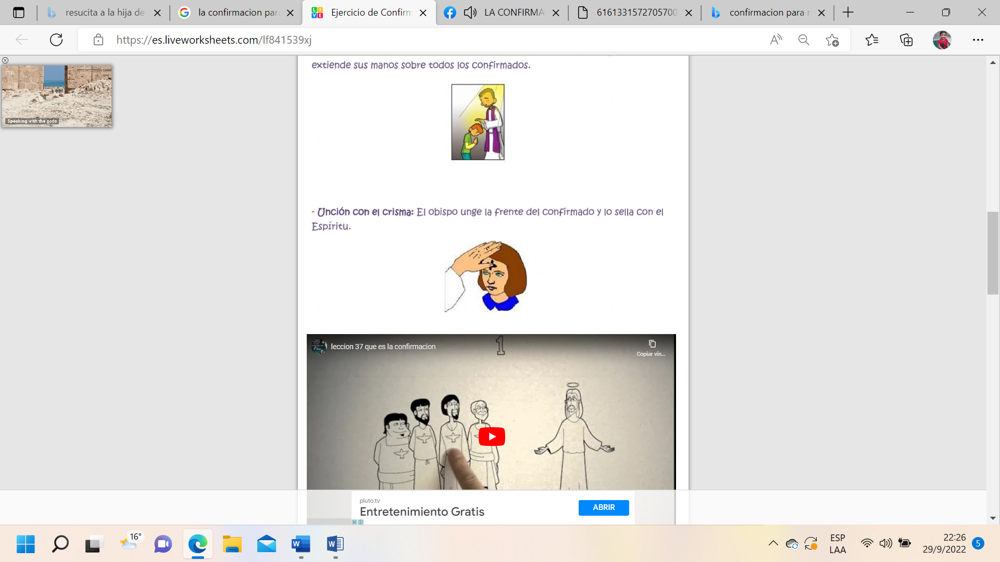 resucita a la hija de
la confirmacion par
Ejercicio de Confirm
LA CONFIRMA
6161331572705700
confirmacion para n
https://es.liveworksheets.com/lf841539xj
Speaking with the gods
extiende sus manos sobre todos los confirmados.
- Unción con el crisma: El obispo unge la frente del confirmado y lo sella con el
Espíritu.
leccion 37 que es la confirmacion
1
Copiar vín...
pluto.tv
Entretenimiento Gratis
ABRIR
16°
ESP
LAA
22:26
29/9/2022
5